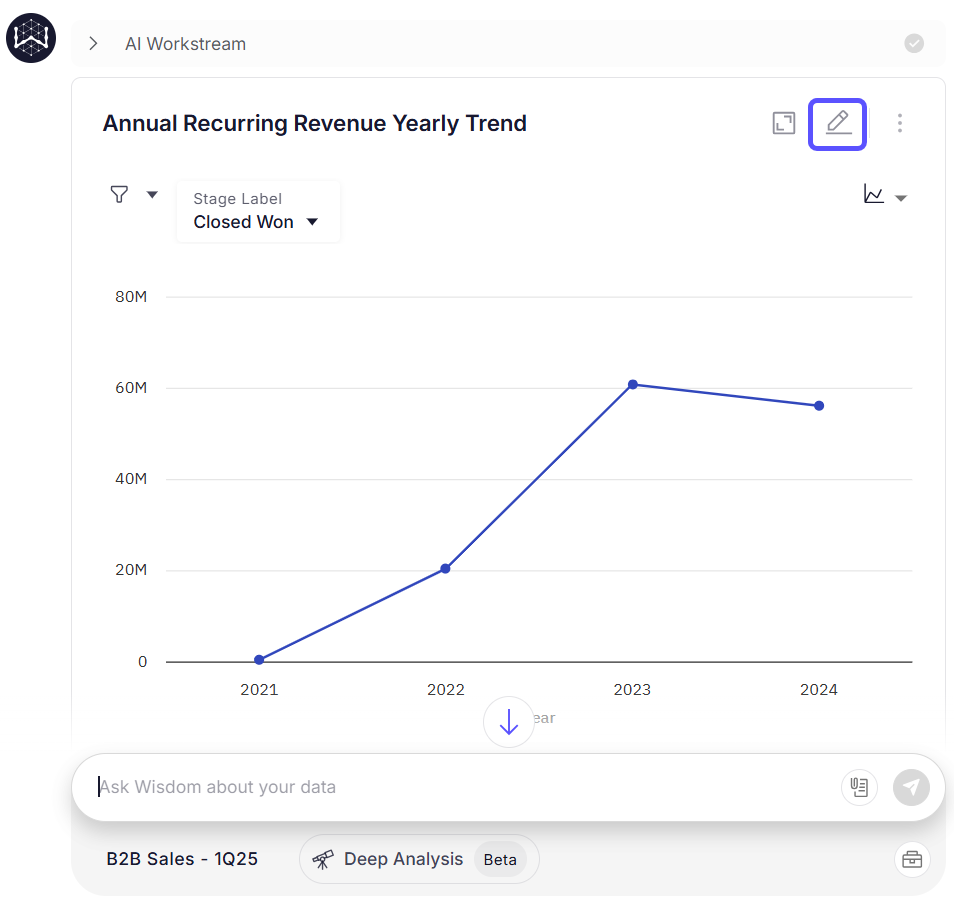 AI Workstream
Annual Recurring Revenue Yearly Trend
Stage Label
Closed Won
80M
60M
40M
20M
0
2021 2022 2023 2024
ear
Ask Wisdom about your data
B2B Sales - 1Q25
Deep Analysis Beta